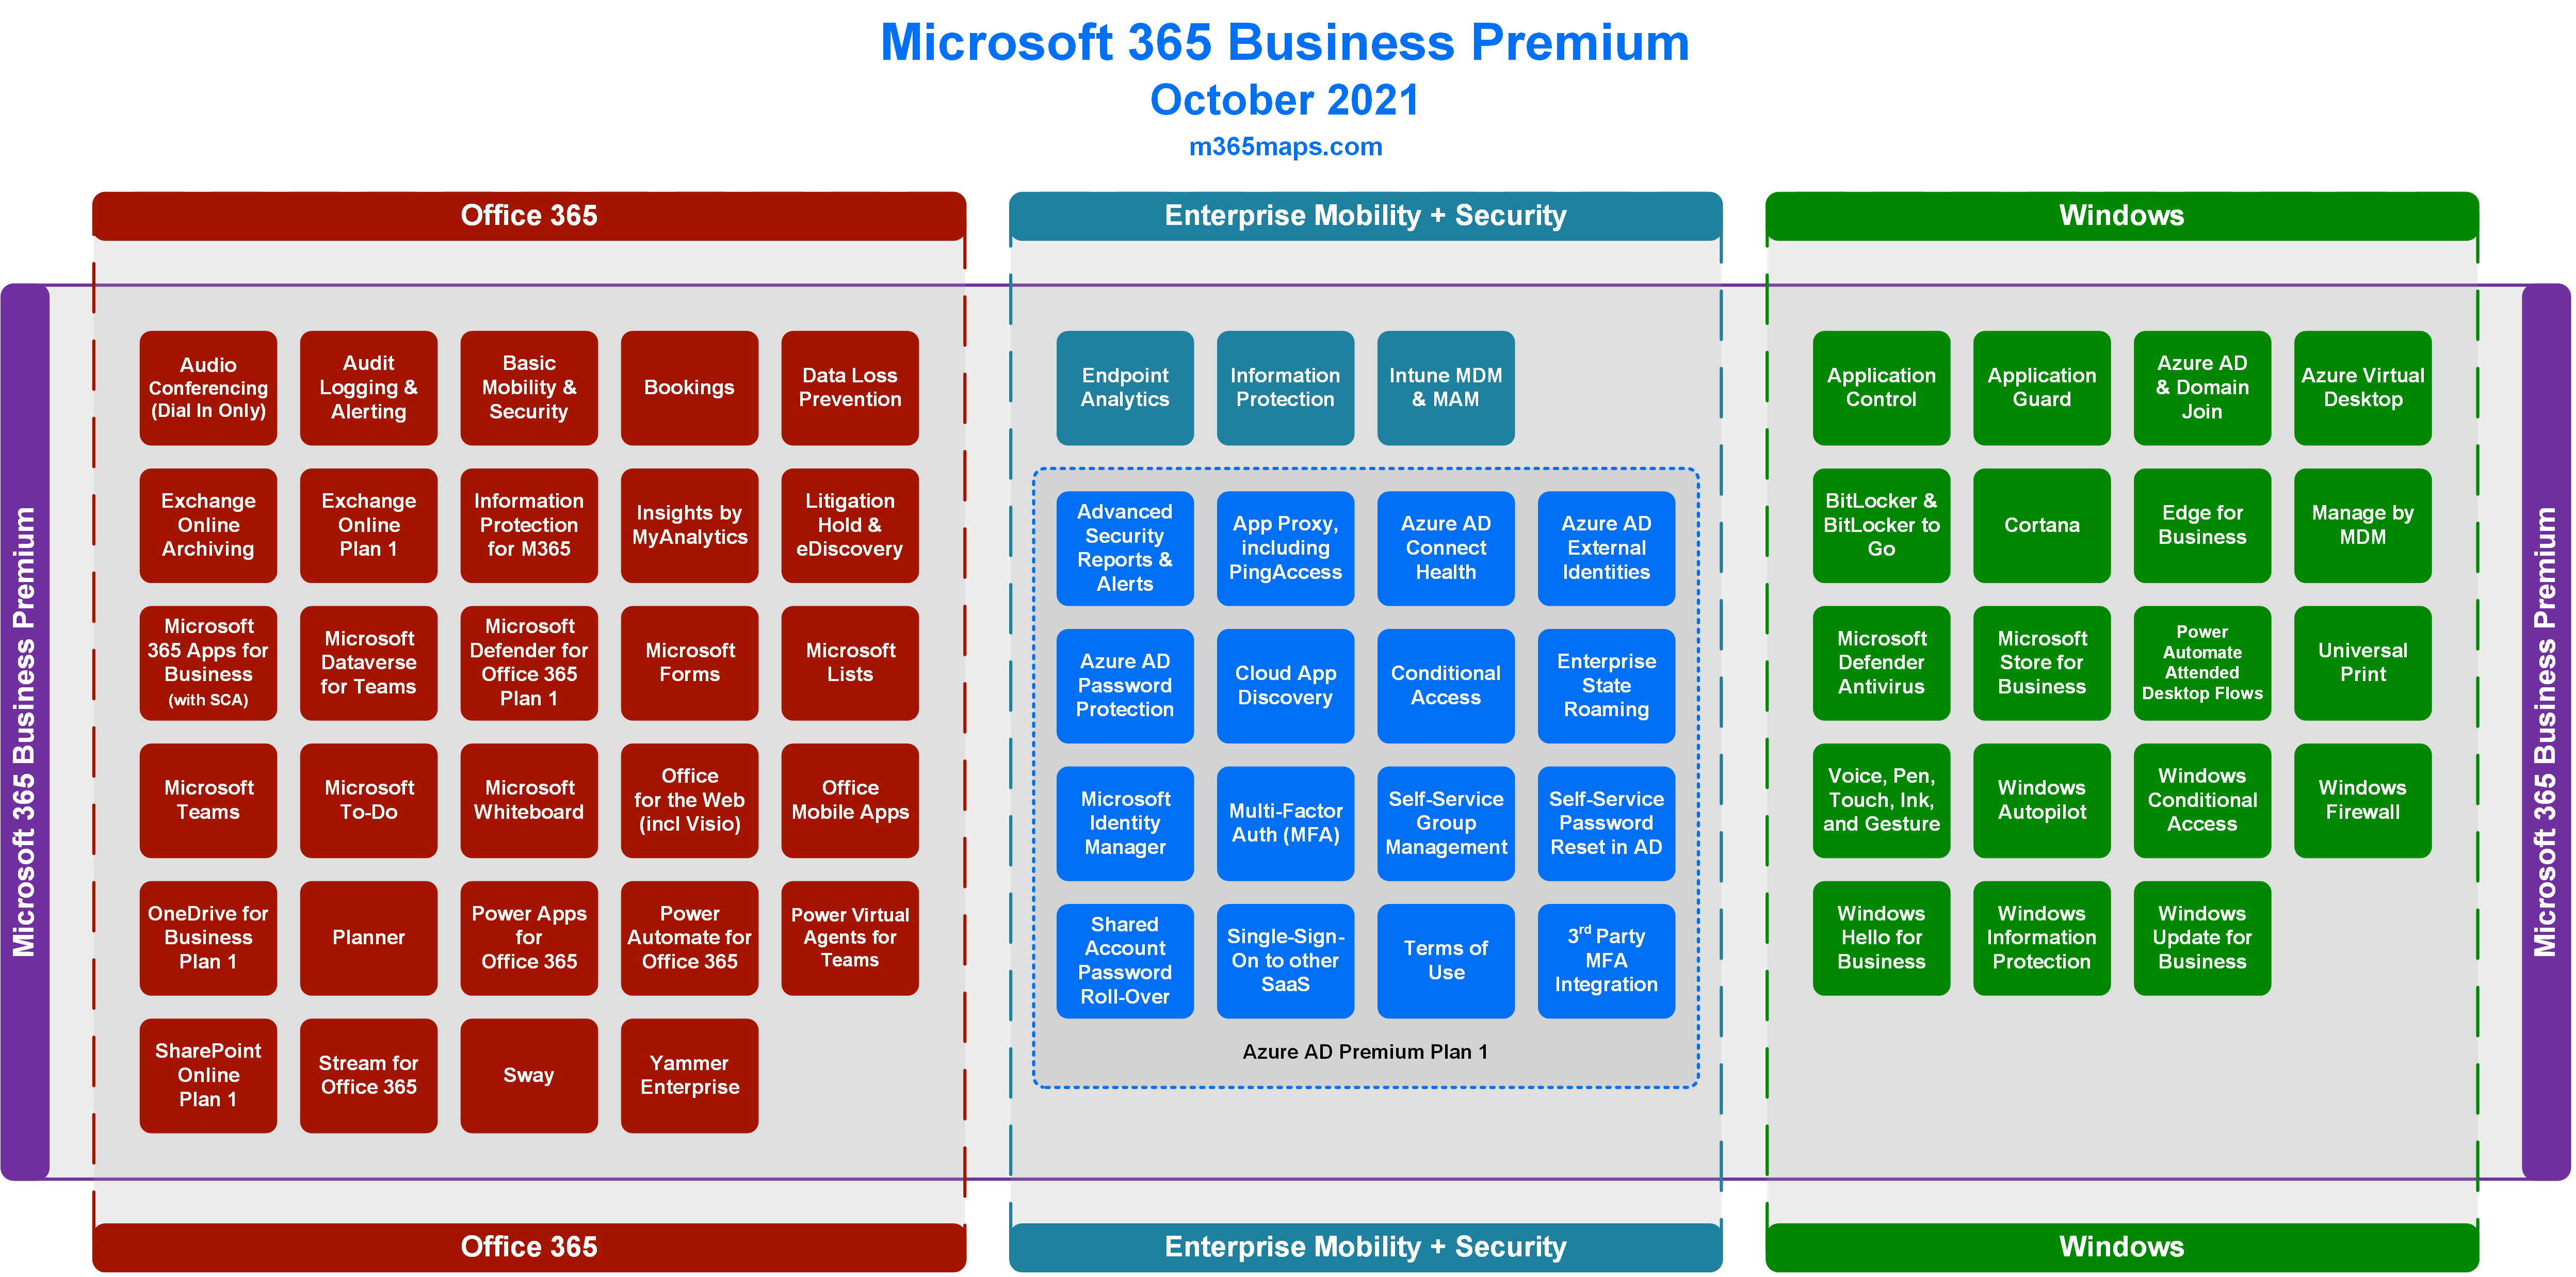 Microsoft 365 Business Premium
October 2021
m365maps.com
Office 365
Enterprise Mobility + Security
Windows
Microsoft 365 Business Premium
Audio
Conferencing
(Dial In Only)
Audit
Logging &
Alerting
Basic
Mobility &
Security
Bookings
Data Loss
Prevention
Exchange
Online
Archiving
Exchange
Online
Plan 1
Information
Protection
for M365
Insights by
MyAnalytics
Litigation
Hold &
eDiscovery
Microsoft
365 Apps for
Business
(with SCA)
Microsoft
Dataverse
for Teams
Microsoft
Defender for
Office 365
Plan 1
Microsoft
Forms
Microsoft
Lists
Microsoft
Teams
Microsoft
To-Do
Microsoft
Whiteboard
Office
for the Web
(incl Visio)
Office
Mobile Apps
OneDrive for
Business
Plan 1
Planner
Power Apps
for
Office 365
Power
Automate for
Office 365
Power Virtual
Agents for
Teams
SharePoint
Online
Plan 1
Stream for
Office 365
Sway
Yammer
Enterprise
Endpoint
Analytics
Information
Protection
Intune MDM
& MAM
Advanced
Security
Reports &
Alerts
App Proxy,
including
PingAccess
Azure AD
Connect
Health
Azure AD
External
Identities
Azure AD
Password
Protection
Cloud App
Discovery
Conditional
Access
Enterprise
State
Roaming
Microsoft
Identity
Manager
Multi-Factor
Auth (MFA)
Self-Service
Group
Management
Self-Service
Password
Reset in AD
Shared
Account
Password
Roll-Over
Single-Sign-
On to other
SaaS
Terms of
Use
3rd Party
MFA
Integration
Azure AD Premium Plan 1
Application
Control
Application
Guard
Azure AD
& Domain
Join
Azure Virtual
Desktop
BitLocker &
BitLocker to
Go
Cortana
Edge for
Business
Manage by
MDM
Microsoft
Defender
Antivirus
Microsoft
Store for
Business
Power
Automate
Attended
Desktop Flows
Universal
Print
Voice, Pen,
Touch, Ink,
and Gesture
Windows
Autopilot
Windows
Conditional
Access
Windows
Firewall
Windows
Hello for
Business
Windows
Information
Protection
Windows
Update for
Business
Microsoft 365 Business Premium
Office 365
Enterprise Mobility + Security
Windows